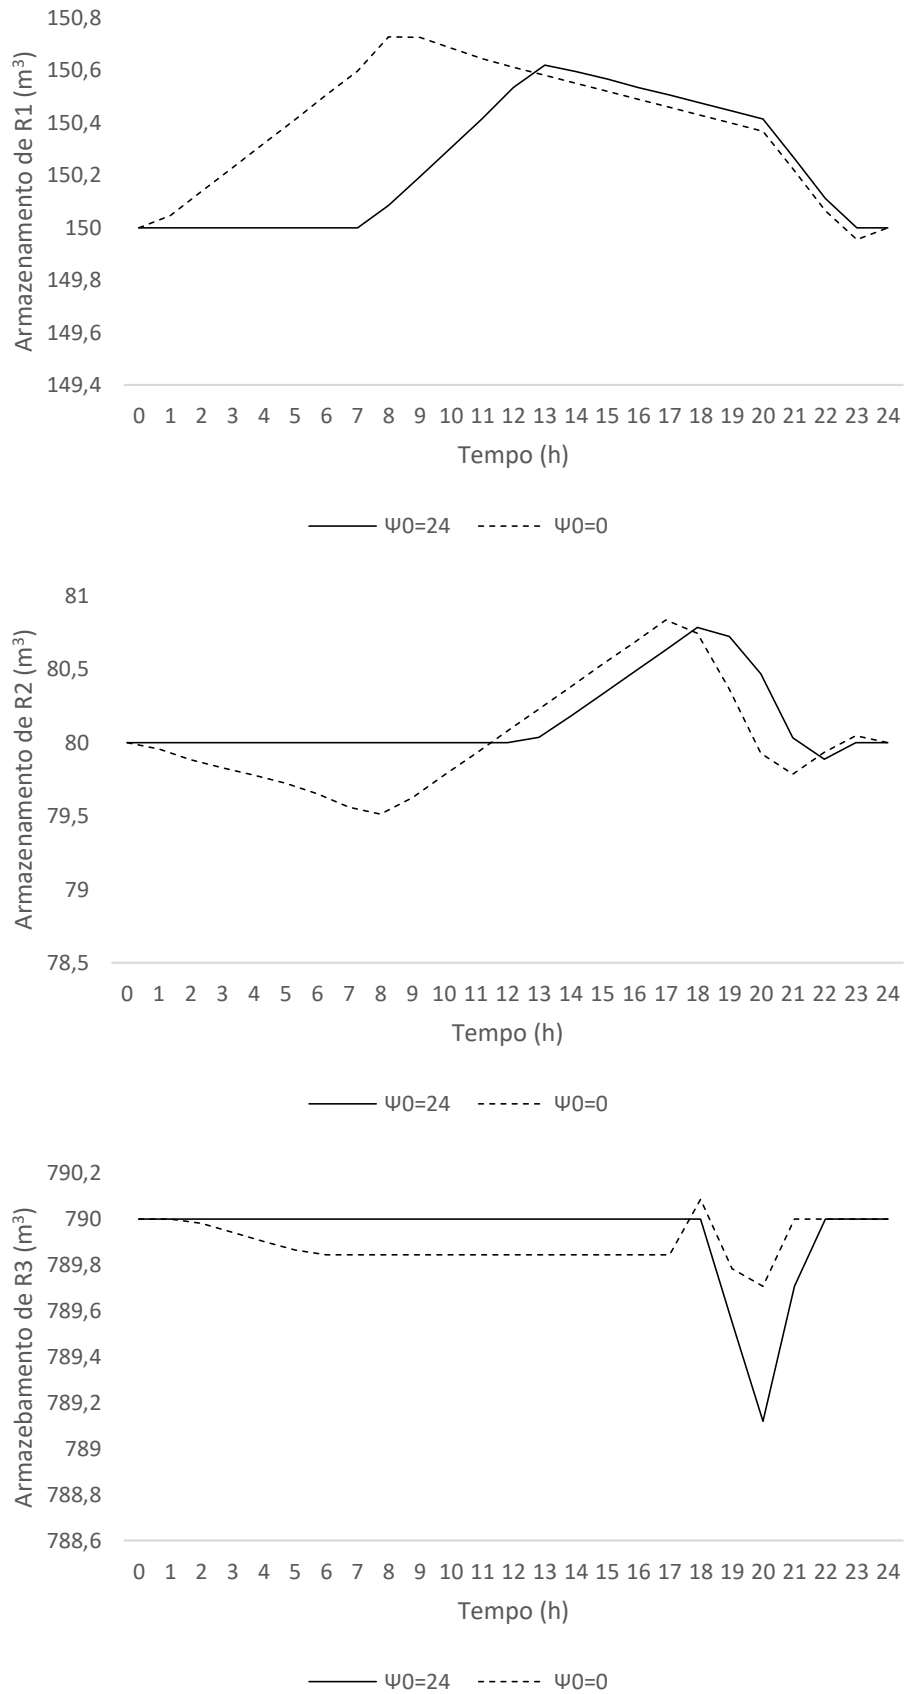 Armazenamento de R1 (m³)
150,8
150,6
150,4
150,2
150
149,8
149,6
149,4
0 1 2 3 4 5 6 7 8 9 10 11 12 13 14 15 16 17 18 19 20 21 22 23 24
Tempo (h)
Ψ0=24 Ψ0=0
Armazenamento de R2 (m³)
81
80,5
80
79,5
79
78,5
0 1 2 3 4 5 6 7 8 9 10 11 12 13 14 15 16 17 18 19 20 21 22 23 24
Tempo (h)
Ψ0=24 Ψ0=0
Armazebamento de R3 (m³)
790,2
790
789,8
789,6
789,4
789,2
789
788,8
788,6
0 1 2 3 4 5 6 7 8 9 10 11 12 13 14 15 16 17 18 19 20 21 22 23 24
Tempo (h)
Ψ0=24 Ψ0=0